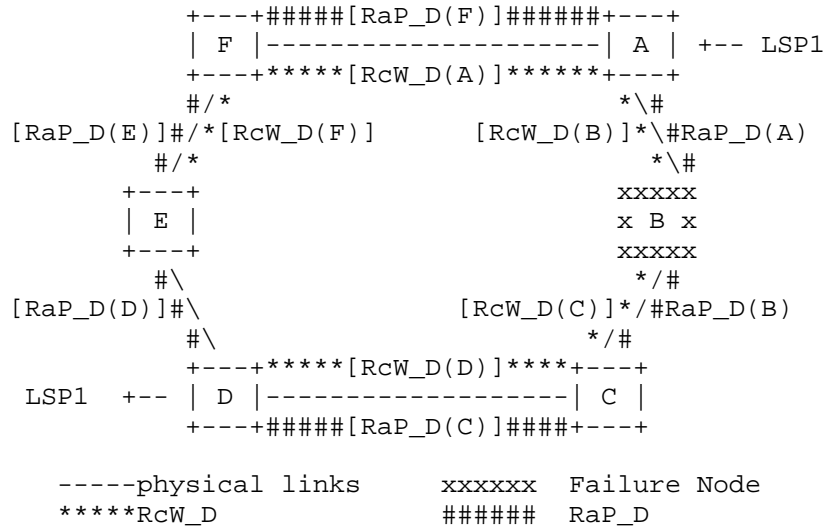 +---+#####[RaP_D(F)]######+---+
| F |---------------------| A | +-- LSP1
+---+*****[RcW_D(A)]******+---+
#/* *\#
[RaP_D(E)]#/*[RcW_D(F)] [RcW_D(B)]*\#RaP_D(A)
#/* *\#
+---+ xxxxx
| E | x B x
+---+ xxxxx
#\ */#
[RaP_D(D)]#\ [RcW_D(C)]*/#RaP_D(B)
#\ */#
+---+*****[RcW_D(D)]****+---+
LSP1 +-- | D |-------------------| C |
+---+#####[RaP_D(C)]####+---+
-----physical links xxxxxx Failure Node
*****RcW_D ###### RaP_D